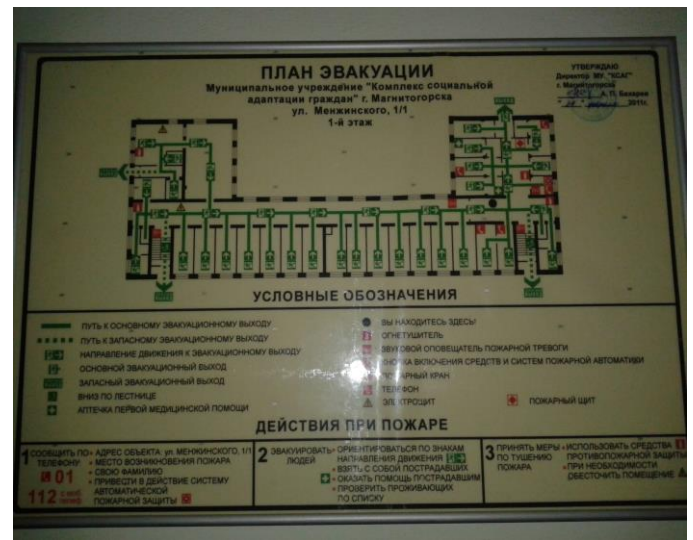 ПЛАН ЭВАКУАЦИИ
Муниципальное учреждение "Комплекс социальной
адаптации граждан" г. Магнитогорска
ул. Менжинского, 1/1
1-й этаж
УТВЕРЖДАЮ
Директор МУ "КСАГ"
г. Магнитогорска
А. П. Бахарев
2011г.
УСЛОВНЫЕ ОБОЗНАЧЕНИЯ
ПУТЬ К ОСНОВНОМУ ЭВАКУАЦИОННОМУ ВЫХОДУ
ПУТЬ К ЗАПАСНОМУ ЭВАКУАЦИОННОМУ ВЫХОДУ
НАПРАВЛЕНИЕ ДВИЖЕНИЯ К ЭВАКУАЦИОННОМУ ВЫХОДУ
ОСНОВНОЙ ЭВАКУАЦИОННЫЙ ВЫХОД
ЗАПАСНЫЙ ЭВАКУАЦИОННЫЙ ВЫХОД
ВНИЗ ПО ЛЕСТНИЦЕ
АПТЕЧКА ПЕРВОЙ МЕДИЦИНСКОЙ ПОМОЩИ
ВЫ НАХОДИТЕСЬ ЗДЕСЬ!
ОГНЕТУШИТЕЛЬ
ЗВУКОВОЙ ОПОВЕЩАТЕЛЬ ПОЖАРНОЙ ТРЕВОГИ
КНОПКА ВКЛЮЧЕНИЯ СРЕДСТВ И СИСТЕМ ПОЖАРНОЙ АВТОМАТИКИ
ПОЖАРНЫЙ КРАН
ТЕЛЕФОН
ЭЛЕКТРОЩИТ
ПОЖАРНЫЙ ЩИТ
ДЕЙСТВИЯ ПРИ ПОЖАРЕ
1 СООБЩИТЬ ПО ТЕЛЕФОНУ:
01
112 с моб. телеф.
• АДРЕС ОБЪЕКТА: ул. МЕНЖИНСКОГО, 1/1
• МЕСТО ВОЗНИКНОВЕНИЯ ПОЖАРА
• СВОЮ ФАМИЛИЮ
• ПРИВЕСТИ В ДЕЙСТВИЕ СИСТЕМУ
АВТОМАТИЧЕСКОЙ
ПОЖАРНОЙ ЗАЩИТЫ
2 ЭВАКУИРОВАТЬ
ЛЮДЕЙ
• ОРИЕНТИРОВАТЬСЯ ПО ЗНАКАМ
НАПРАВЛЕНИЯ ДВИЖЕНИЯ
• ВЗЯТЬ С СОБОЙ ПОСТРАДАВШИХ
• ОКАЗАТЬ ПОМОЩЬ ПОСТРАДАВШИМ
• ПРОВЕРИТЬ ПРОЖИВАЮЩИХ
ПО СПИСКУ
3 ПРИНЯТЬ МЕРЫ
ПО ТУШЕНИЮ
ПОЖАРА
• ИСПОЛЬЗОВАТЬ СРЕДСТВА
ПРОТИВОПОЖАРНОЙ ЗАЩИТЫ
• ПРИ НЕОБХОДИМОСТИ
ОБЕСТОЧИТЬ ПОМЕЩЕНИЕ